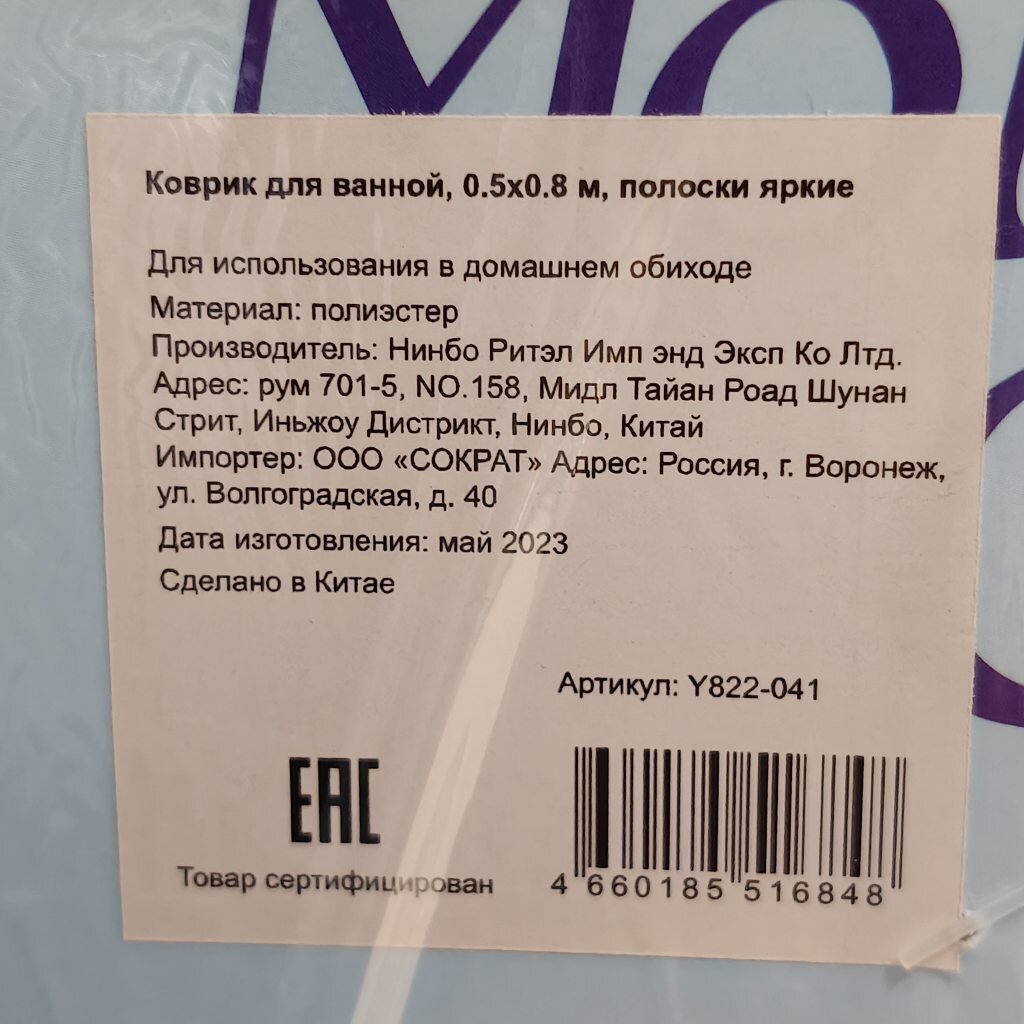 Коврик для ванной, 0.5х0.8 м, полоски яркие
Для использования в домашнем обиходе
Материал: полиэстер
Производитель: Нинбо Ритэл Имп энд Эксп Ко Лтд.
Адрес: рум 701-5, NO.158, Мидл Тайан Роад Шунан
Стрит, Иньжоу Дистрикт, Нинбо, Китай
Импортер: ООО «СОКРАТ» Адрес: Россия, г. Воронеж,
ул. Волгоградская, д. 40
Дата изготовления: май 2023
Сделано в Китае
Артикул: Y822-041
EAC
Товар сертифицирован
4 660185 516848